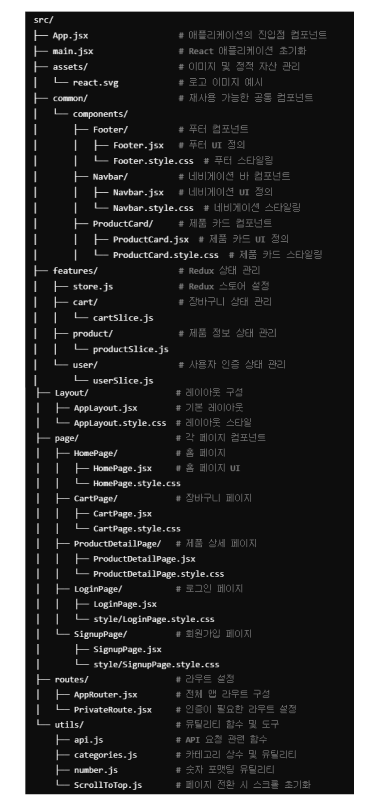 src/
├── App.jsx # 애플리케이션의 진입점 컴포넌트
├── main.jsx # React 애플리케이션 초기화
├── assets/ # 이미지 및 정적 자산 관리
│ └── react.svg # 로고 이미지 예시
├── common/ # 재사용 가능한 공통 컴포넌트
│ └── components/
│ ├── Footer/ # 푸터 컴포넌트
│ │ ├── Footer.jsx # 푸터 UI 정의
│ │ └── Footer.style.css # 푸터 스타일링
│ ├── Navbar/ # 네비게이션 바 컴포넌트
│ │ ├── Navbar.jsx # 네비게이션 UI 정의
│ │ └── Navbar.style.css # 네비게이션 스타일링
│ ├── ProductCard/ # 제품 카드 컴포넌트
│ │ ├── ProductCard.jsx # 제품 카드 UI 정의
│ │ └── ProductCard.style.css # 제품 카드 스타일링
├── features/ # Redux 상태 관리
│ ├── store.js # Redux 스토어 설정
│ ├── cart/ # 장바구니 상태 관리
│ │ └── cartSlice.js
│ ├── product/ # 제품 정보 상태 관리
│ │ └── productSlice.js
│ └── user/ # 사용자 인증 상태 관리
│ └── userSlice.js
├── Layout/ # 레이아웃 구성
│ ├── AppLayout.jsx # 기본 레이아웃
│ └── AppLayout.style.css # 레이아웃 스타일
├── page/ # 각 페이지 컴포넌트
│ ├── HomePage/ # 홈 페이지
│ │ ├── HomePage.jsx # 홈 페이지 UI
│ │ └── HomePage.style.css
│ ├── CartPage/ # 장바구니 페이지
│ │ ├── CartPage.jsx
│ │ └── CartPage.style.css
│ ├── ProductDetailPage/ # 제품 상세 페이지
│ │ ├── ProductDetailPage.jsx
│ │ └── ProductDetailPage.style.css
│ ├── LoginPage/ # 로그인 페이지
│ │ ├── LoginPage.jsx
│ │ └── style/LoginPage.style.css
│ └── SignupPage/ # 회원가입 페이지
│ ├── SignupPage.jsx
│ └── style/SignupPage.style.css
├── routes/ # 라우트 설정
│ ├── AppRouter.jsx # 전체 앱 라우트 구성
│ └── PrivateRoute.jsx # 인증이 필요한 라우트 설정
└── utils/ # 유틸리티 함수 및 도구
├── api.js # API 요청 관련 함수
├── categories.js # 카테고리 상수 및 유틸리티
├── number.js # 숫자 포맷팅 유틸리티
└── ScrollToTop.js # 페이지 전환 시 스크롤 초기화